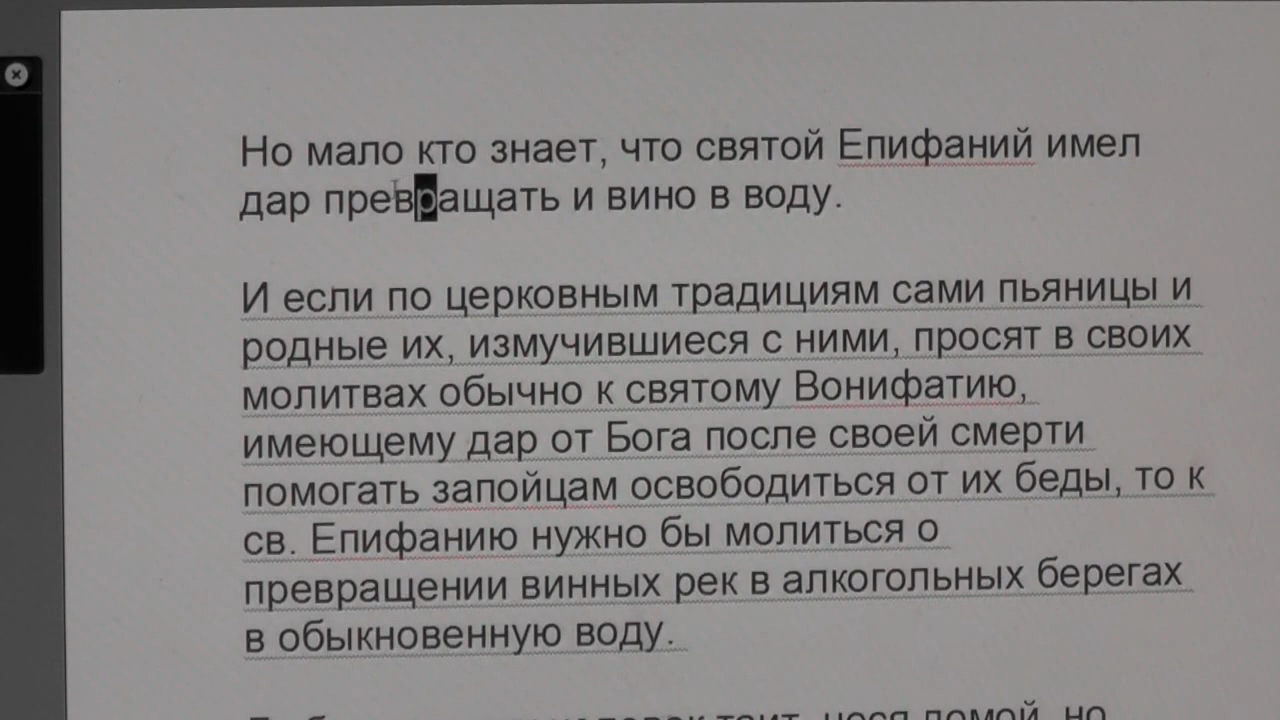 Но мало кто знает, что святой Епифаний имел
дар превращать и вино в воду.
И если по церковным традициям сами пьяницы и
родные их, измучившиеся с ними, просят в своих
молитвах обычно к святому Вонифатию,
имеющему дар от Бога после своей смерти
помогать запойцам освободиться от их беды, то к
св. Епифанию нужно бы молиться о
превращении винных рек в алкогольных берегах
в обыкновенную воду.
домой, но